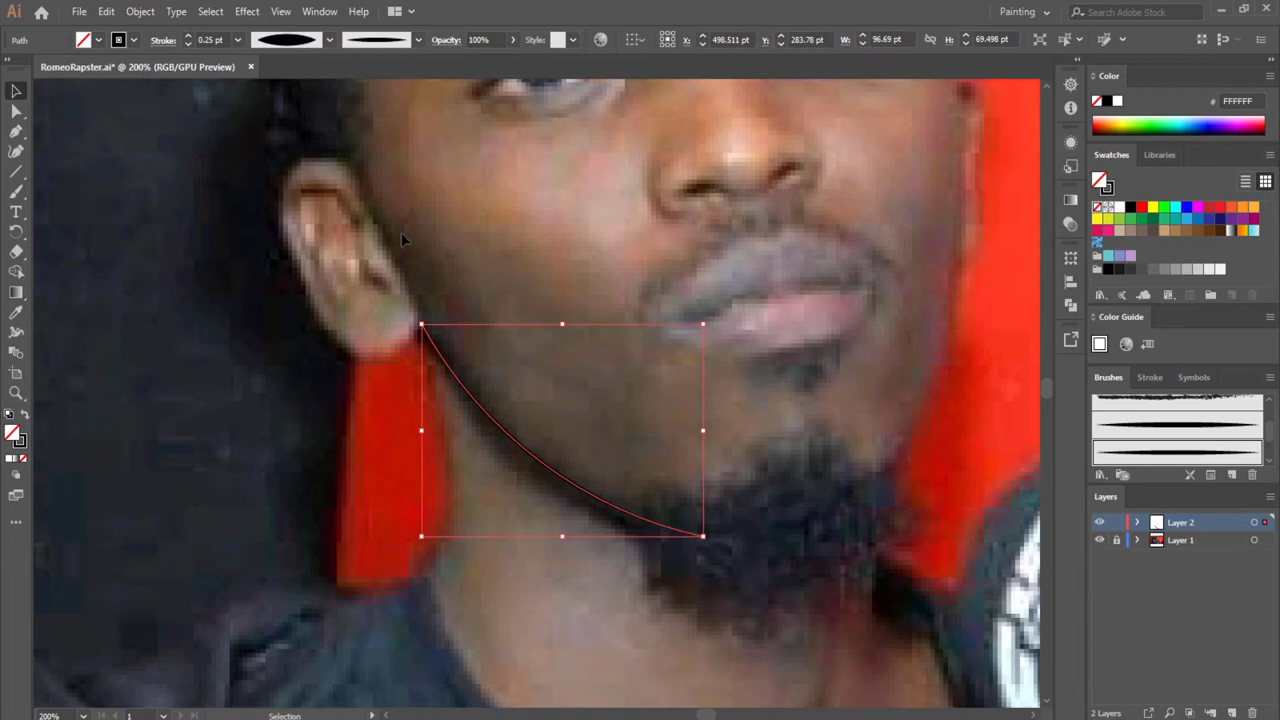 Ai File Edit Object Type Select Effect View Window Help Painting Search Adobe Stock
Path Stroke: 0.25 pt Opacity: 100% Style: X: 498.511 pt Y: 283.78 pt W: 96.69 pt H: 69.498 pt
RomeoRapster.ai* @ 200% (RGB/GPU Preview)
Color
# FFFFFF
Swatches Libraries
Color Guide
Brushes Stroke Symbols
Layers
Layer 2
Layer 1
200% 1 Selection 2 Layers